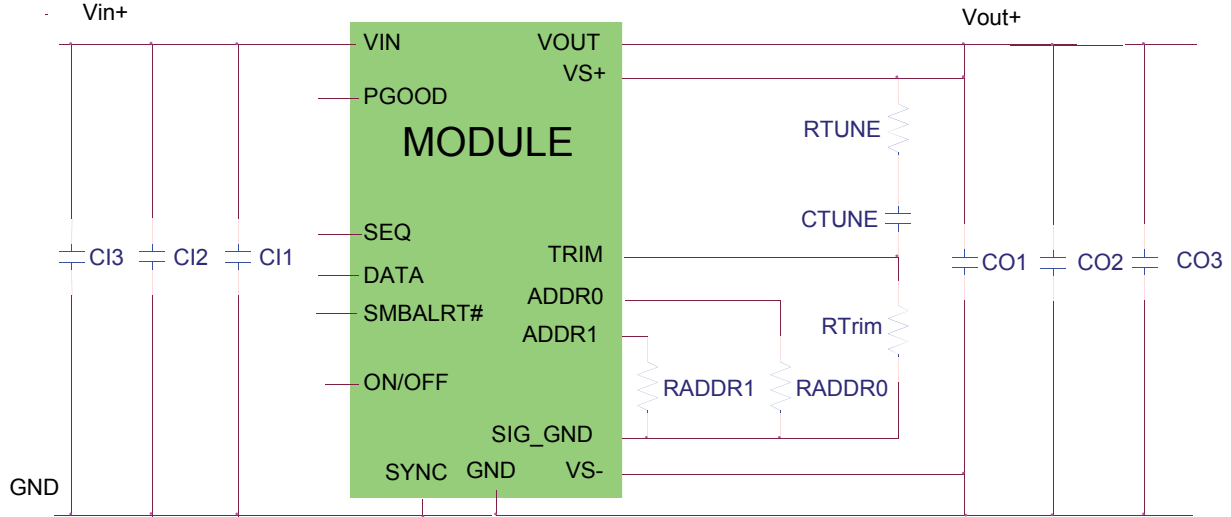 Vin+
Vout+
VIN
VOUT
VS+
PGOOD
RTUNE
MODULE
CTUNE
SEQ
TRIM
CI3
CI2
CI1
CO1
CO2
CO3
DATA
ADDR0
SMBALRT#
ADDR1
RTrim
ON/OFF
RADDR1
RADDR0
SIG_GND
SYNC
GND
VS-
GND